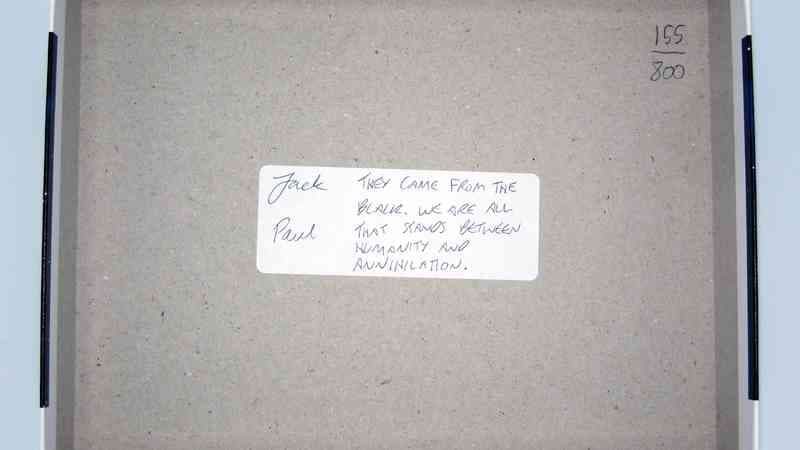 155
800
Jack
Paul
THEY CAME FROM THE
BLACK. WE ARE ALL
THAT STANDS BETWEEN
HUMANITY AND
ANNIHILATION.